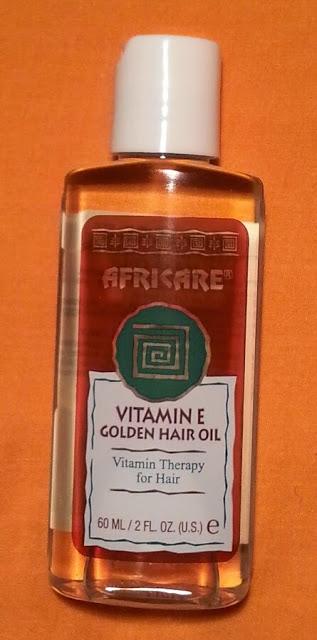 AFRICARE®
VITAMIN E
GOLDEN HAIR OIL
Vitamin Therapy
for Hair
60 ML / 2 FL. OZ. (U.S.) ℮